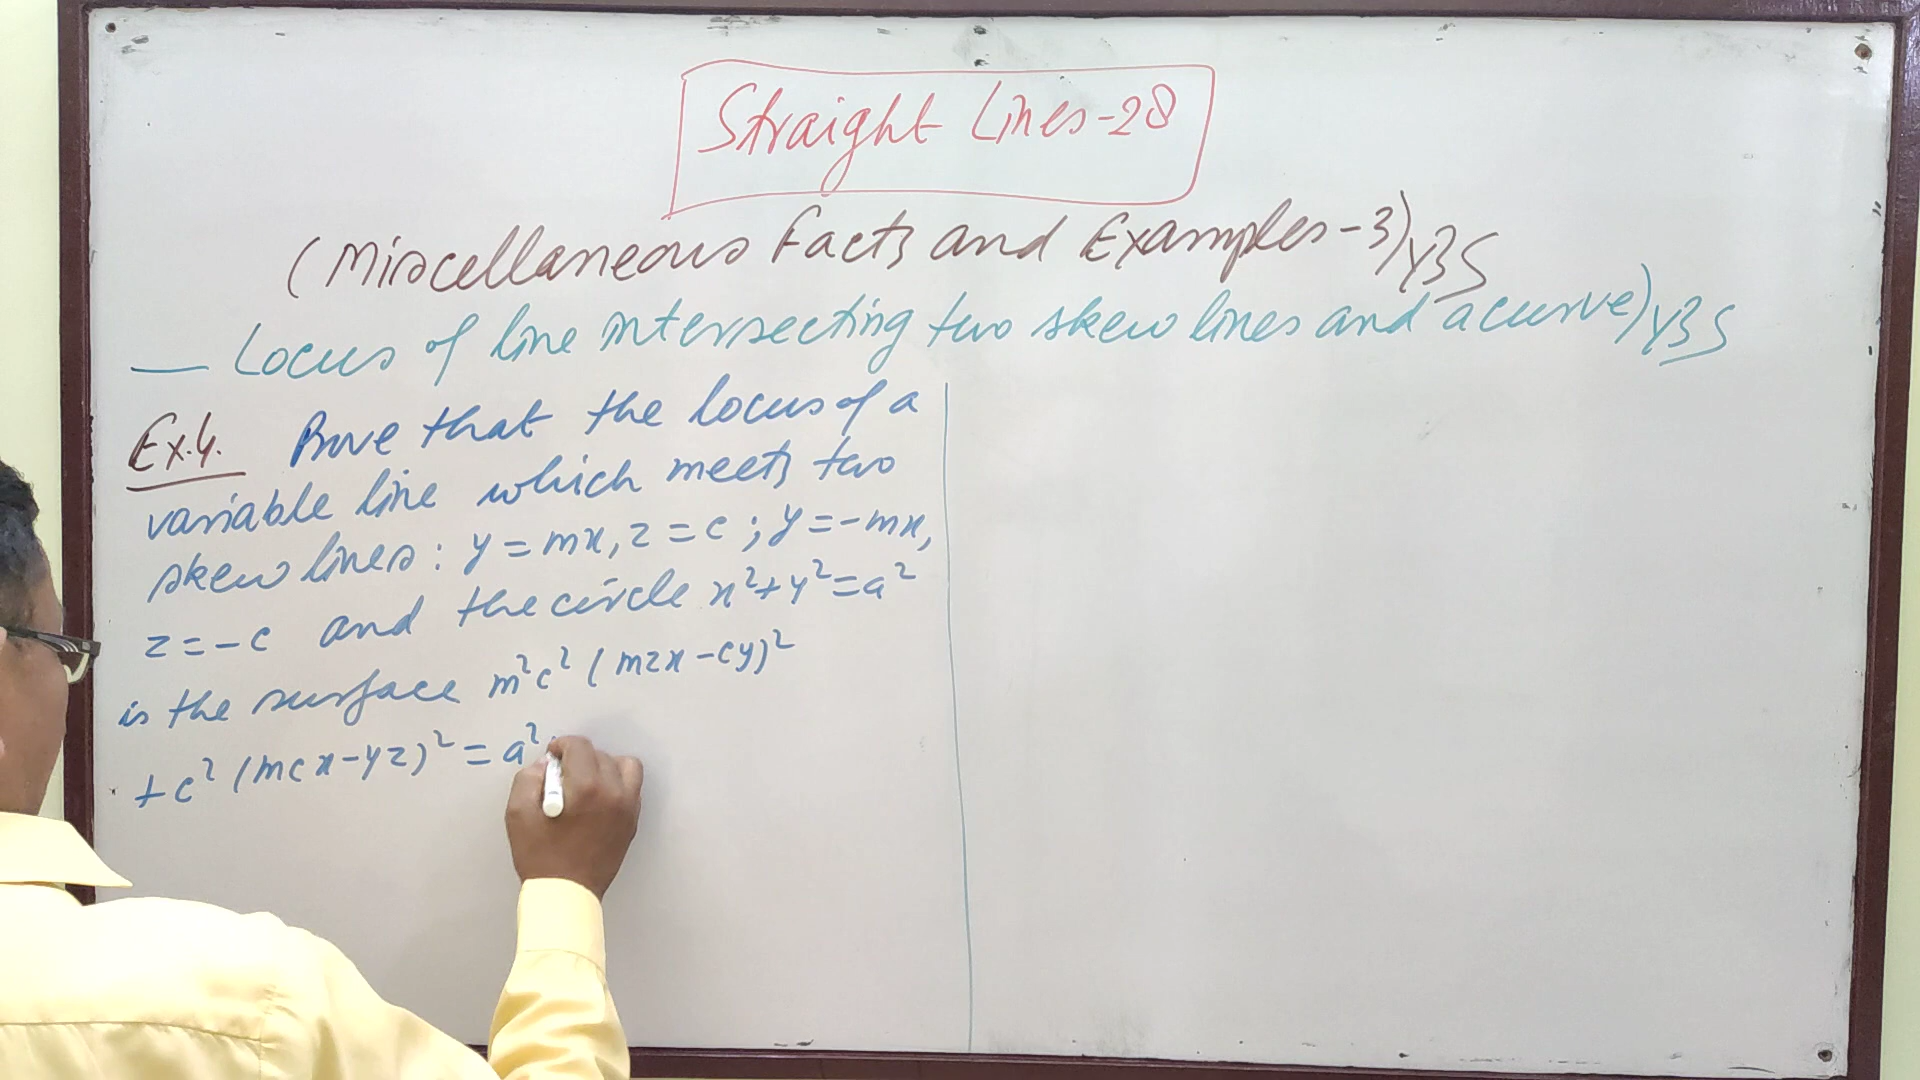 Straight Lines-28
(Miscellaneous Facts and Examples-3)
— Locus of line intersecting two skew lines and a curve)
Ex.4. Prove that the locus of a
variable line which meets two
skew lines: y = mx, z = c ; y = -mx,
z = -c and the circle x²+y²=a²
is the surface m²c² (mzx-cy)²
+c² (mcx-yz)² = a²